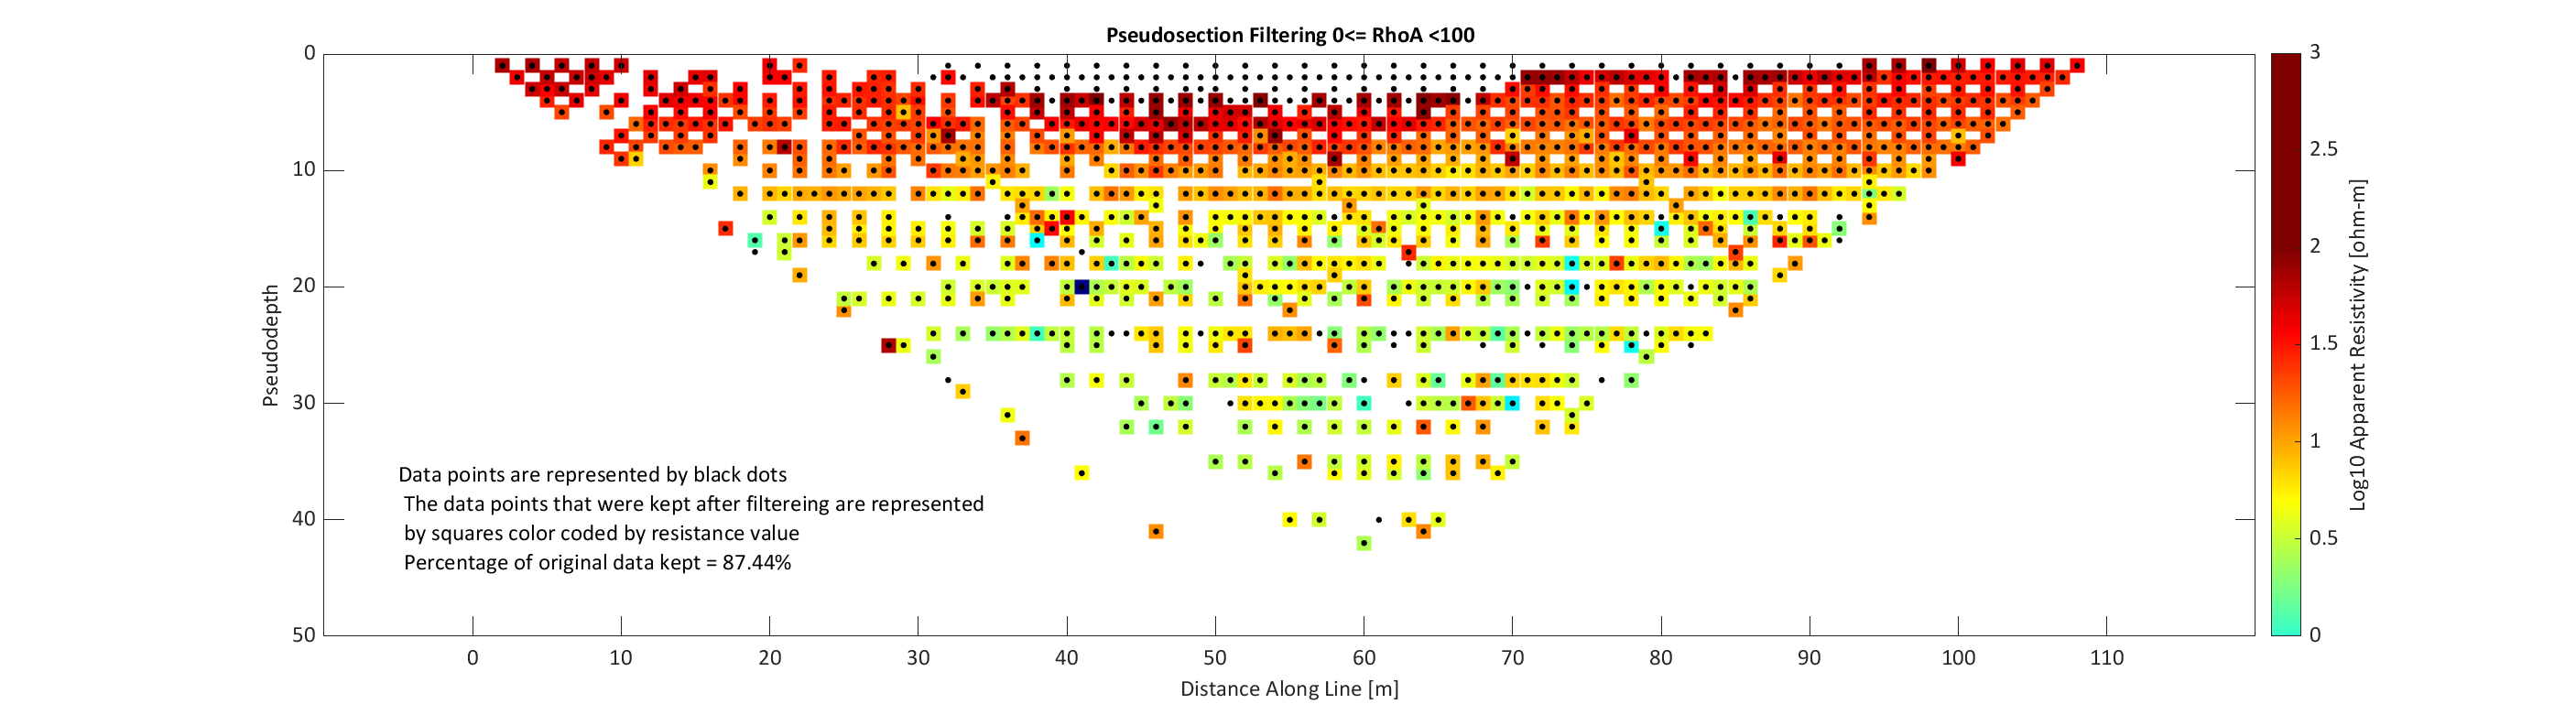 Pseudosection Filtering 0<= RhoA <100
0
10
20
30
40
50
Pseudodepth
Data points are represented by black dots
The data points that were kept after filtereing are represented
by squares color coded by resistance value
Percentage of original data kept = 87.44%
0 10 20 30 40 50 60 70 80 90 100 110
Distance Along Line [m]
3
2.5
2
1.5
1
0.5
0
Log10 Apparent Resistivity [ohm-m]